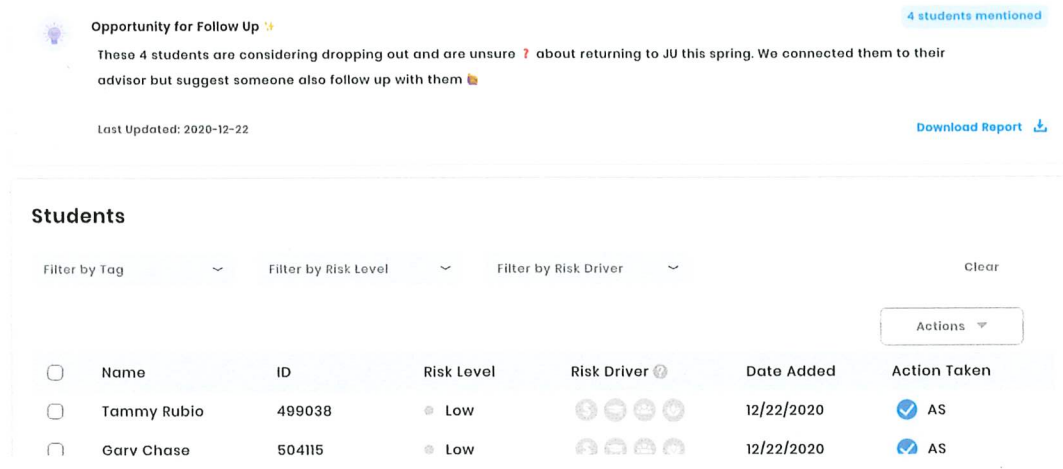 4 students mentioned
Opportunity for Follow Up ✨
These 4 students are considering dropping out and are unsure ❓ about returning to JU this spring. We connected them to their
advisor but suggest someone also follow up with them 🙋
Last Updated: 2020-12-22
Download Report
Students
Filter by Tag
Filter by Risk Level
Filter by Risk Driver
Clear
Actions
Name ID Risk Level Risk Driver ? Date Added Action Taken
Tammy Rubio 499038 Low 12/22/2020 AS
Gary Chase 504115 Low 12/22/2020 AS